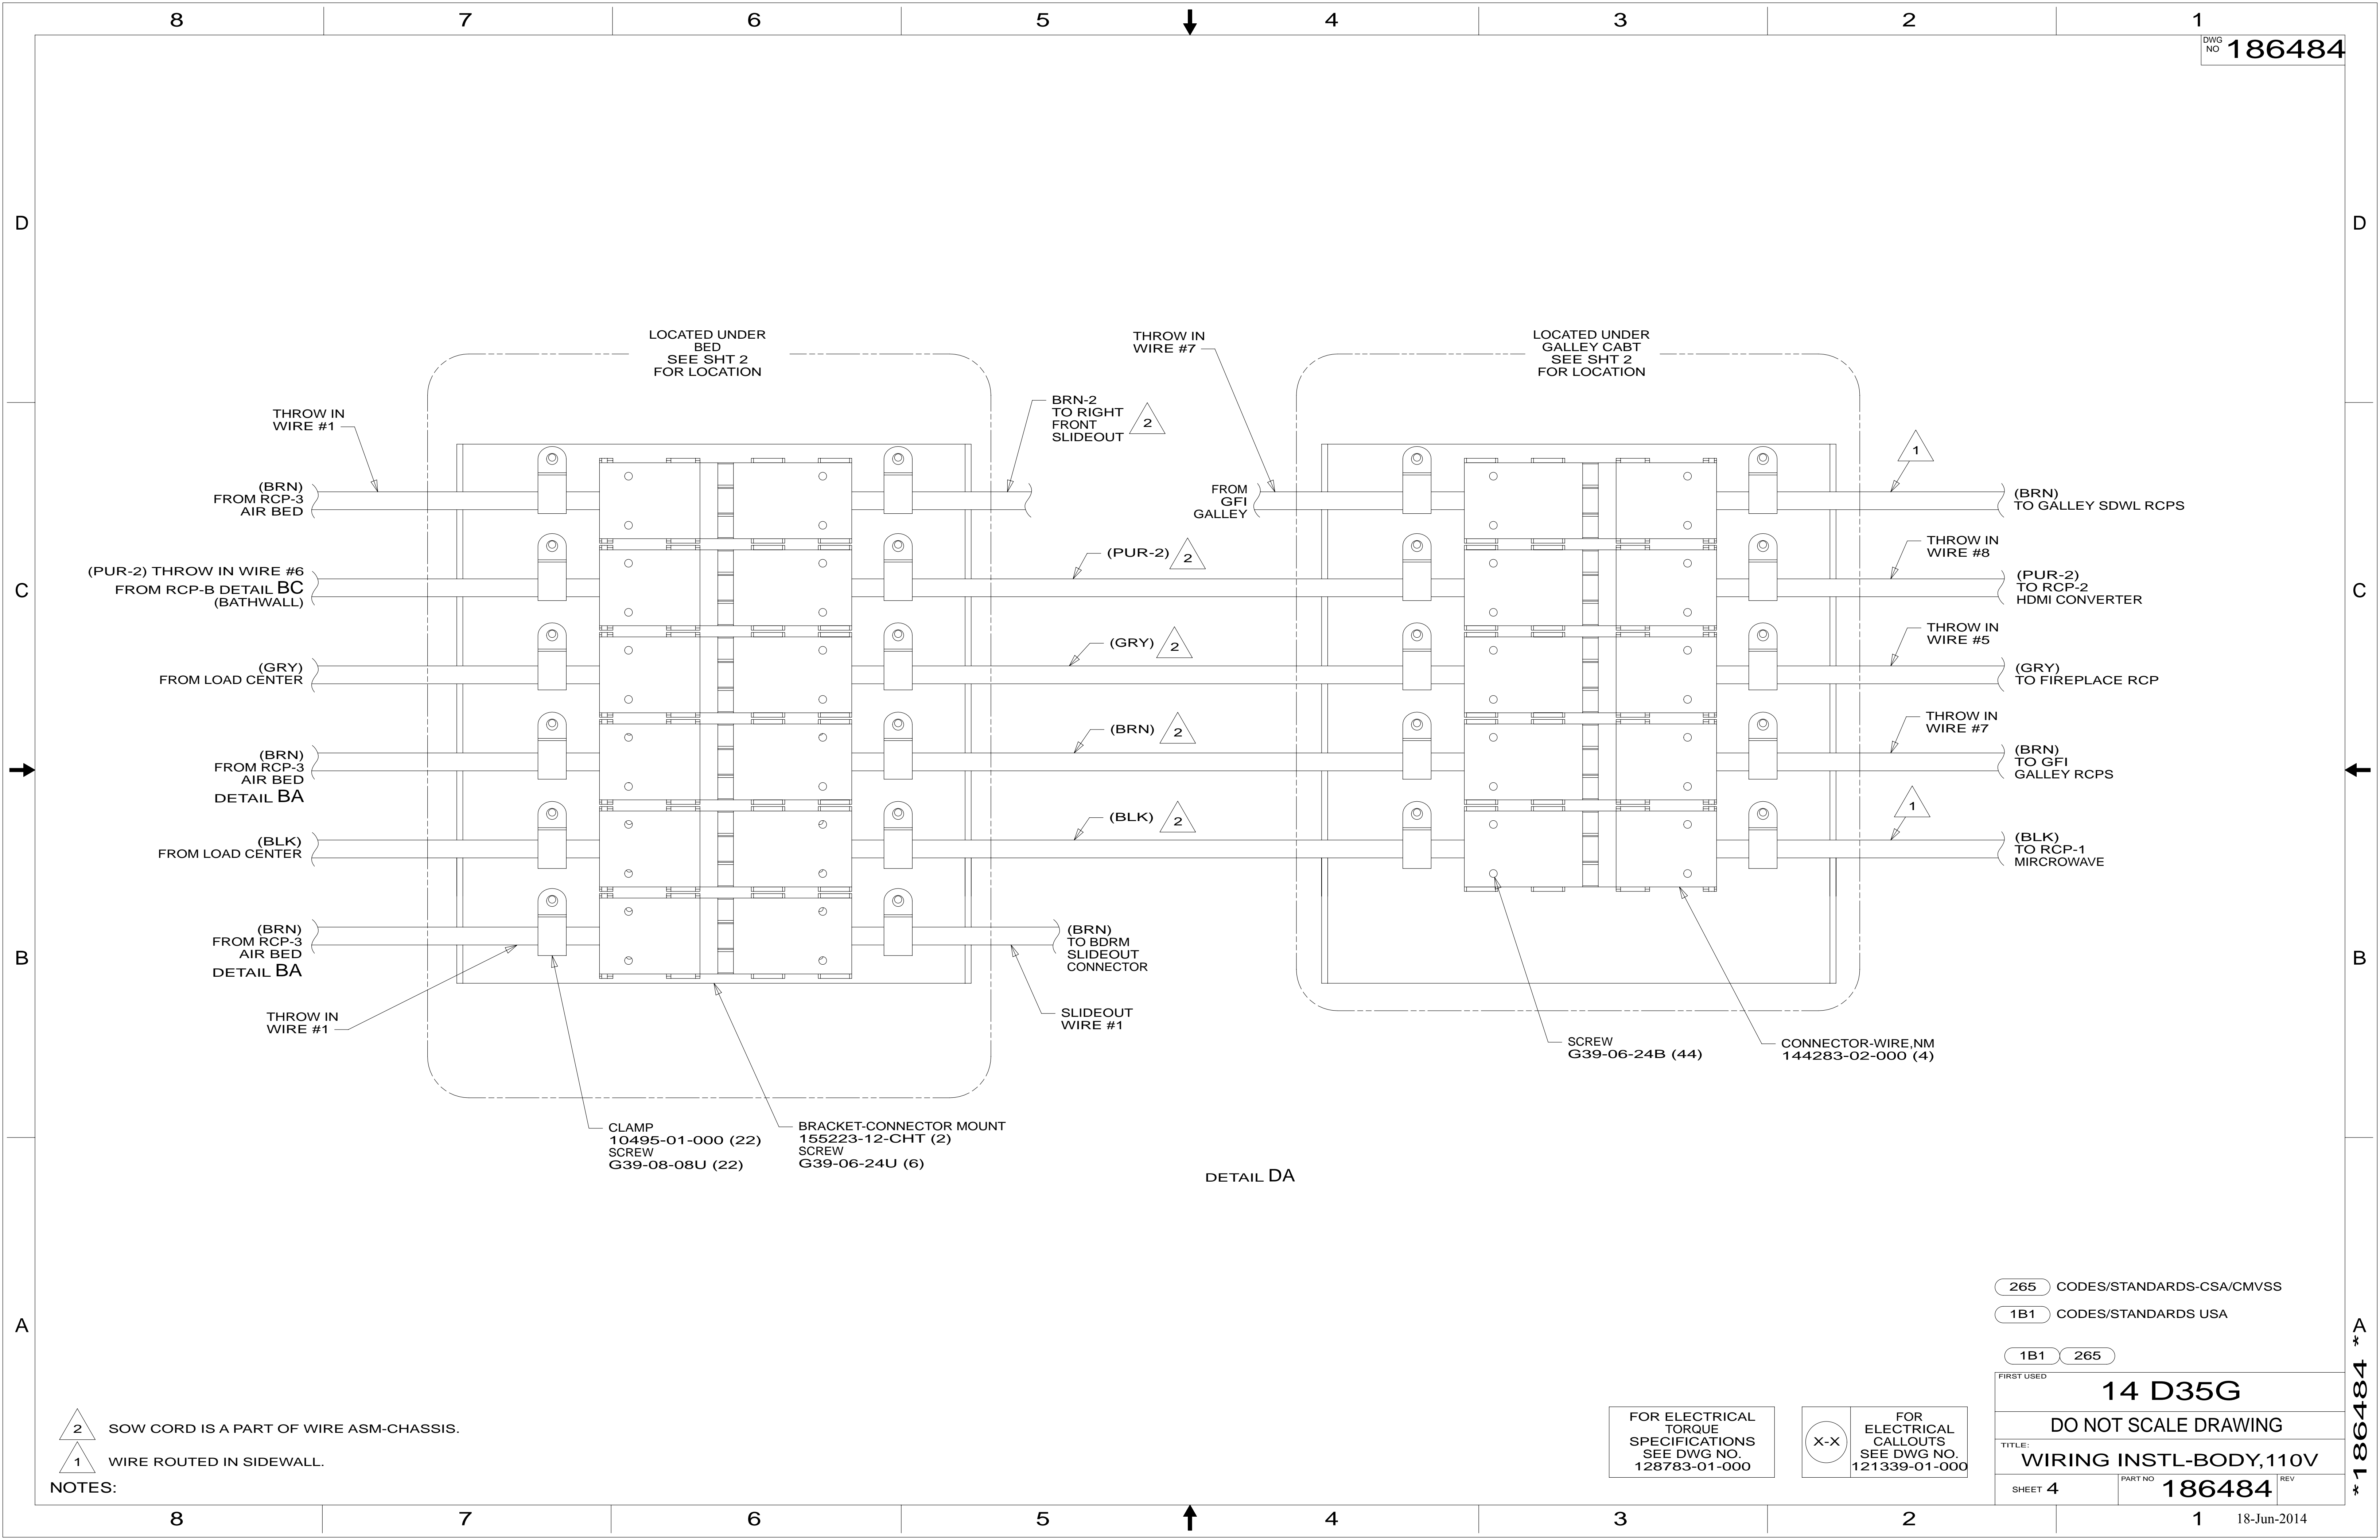 8 7 6 5 4 3 2 1
DWG
NO 186484
D D
LOCATED UNDER
BED
SEE SHT 2
FOR LOCATION
THROW IN
WIRE #7
LOCATED UNDER
GALLEY CABT
SEE SHT 2
FOR LOCATION
THROW IN
WIRE #1
BRN-2
TO RIGHT
FRONT
SLIDEOUT
2
1
(BRN)
FROM RCP-3
AIR BED
FROM
GFI
GALLEY
(BRN)
TO GALLEY SDWL RCPS
C C
(PUR-2) THROW IN WIRE #6
FROM RCP-B DETAIL BC
(BATHWALL)
(PUR-2) 2
THROW IN
WIRE #8
(PUR-2)
TO RCP-2
HDMI CONVERTER
(GRY)
FROM LOAD CENTER
(GRY) 2
THROW IN
WIRE #5
(GRY)
TO FIREPLACE RCP
(BRN)
FROM RCP-3
AIR BED
DETAIL BA
(BRN) 2
THROW IN
WIRE #7
(BRN)
TO GFI
GALLEY RCPS
(BLK)
FROM LOAD CENTER
(BLK) 2
1
(BLK)
TO RCP-1
MIRCROWAVE
B B
(BRN)
FROM RCP-3
AIR BED
DETAIL BA
(BRN)
TO BDRM
SLIDEOUT
CONNECTOR
THROW IN
WIRE #1
SLIDEOUT
WIRE #1
SCREW
G39-06-24B (44)
CONNECTOR-WIRE,NM
144283-02-000 (4)
CLAMP
10495-01-000 (22)
SCREW
G39-08-08U (22)
BRACKET-CONNECTOR MOUNT
155223-12-CHT (2)
SCREW
G39-06-24U (6)
DETAIL DA
A A
265 CODES/STANDARDS-CSA/CMVSS
1B1 CODES/STANDARDS USA
1B1 265
2 SOW CORD IS A PART OF WIRE ASM-CHASSIS.
1 WIRE ROUTED IN SIDEWALL.
NOTES:
FOR ELECTRICAL
TORQUE
SPECIFICATIONS
SEE DWG NO.
128783-01-000
X-X
FOR
ELECTRICAL
CALLOUTS
SEE DWG NO.
121339-01-000
FIRST USED
14 D35G
DO NOT SCALE DRAWING
TITLE:
WIRING INSTL-BODY,110V
SHEET 4
PART NO 186484
REV
*186484*
8 7 6 5 4 3 2 1
18-Jun-2014